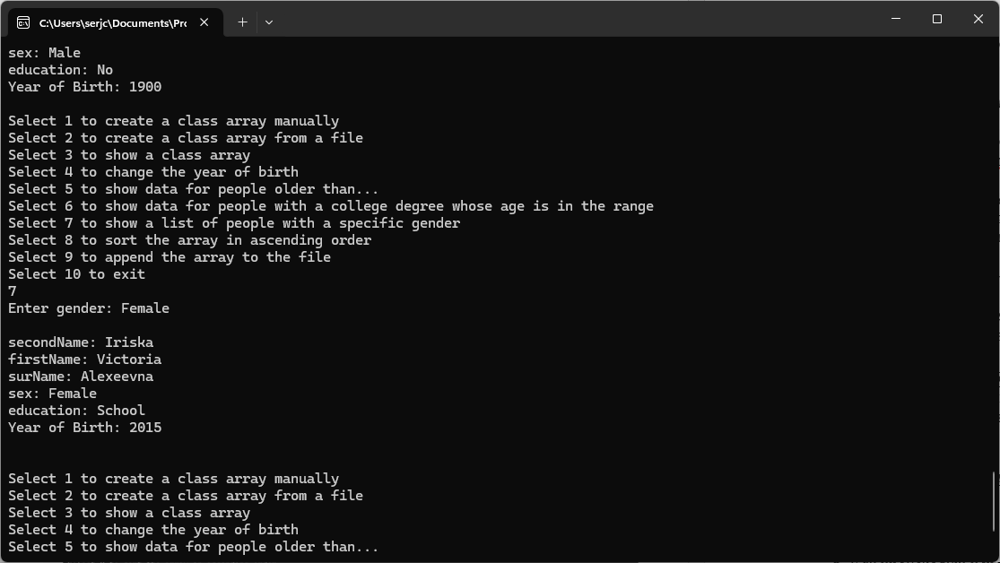 C:\Users\serjc\Documents\Pro
sex: Male
education: No
Year of Birth: 1900
Select 1 to create a class array manually
Select 2 to create a class array from a file
Select 3 to show a class array
Select 4 to change the year of birth
Select 5 to show data for people older than...
Select 6 to show data for people with a college degree whose age is in the range
Select 7 to show a list of people with a specific gender
Select 8 to sort the array in ascending order
Select 9 to append the array to the file
Select 10 to exit
7
Enter gender: Female
secondName: Iriska
firstName: Victoria
surName: Alexeevna
sex: Female
education: School
Year of Birth: 2015
Select 1 to create a class array manually
Select 2 to create a class array from a file
Select 3 to show a class array
Select 4 to change the year of birth
Select 5 to show data for people older than...